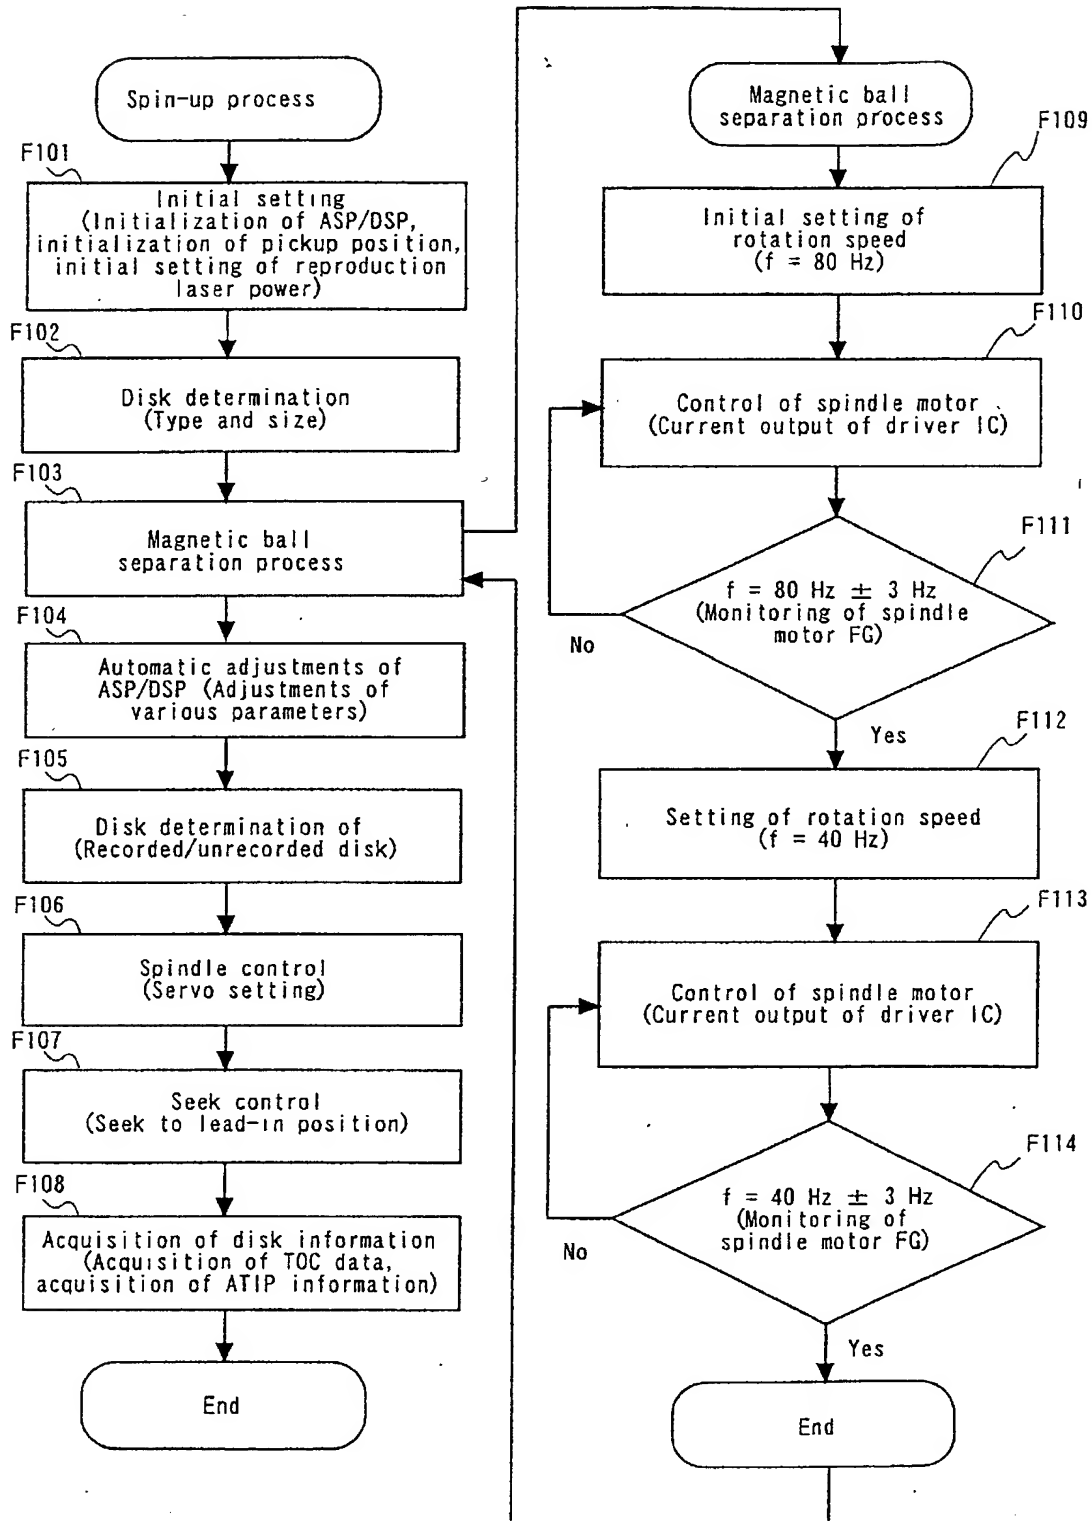 Spin-up process
F101
Initial setting
(Initialization of ASP/DSP,
initialization of pickup position,
initial setting of reproduction
laser power)
F102
Disk determination
(Type and size)
F103
Magnetic ball
separation process
F104
Automatic adjustments of
ASP/DSP (Adjustments of
various parameters)
F105
Disk determination of
(Recorded/unrecorded disk)
F106
Spindle control
(Servo setting)
F107
Seek control
(Seek to lead-in position)
F108
Acquisition of disk information
(Acquisition of TOC data,
acquisition of ATIP information)
End
Magnetic ball
separation process
F109
Initial setting of
rotation speed
(f = 80 Hz)
F110
Control of spindle motor
(Current output of driver IC)
F111
f = 80 Hz ± 3 Hz
(Monitoring of spindle
motor FG)
No
Yes
F112
Setting of rotation speed
(f = 40 Hz)
F113
Control of spindle motor
(Current output of driver IC)
F114
f = 40 Hz ± 3 Hz
(Monitoring of
spindle motor FG)
No
Yes
End